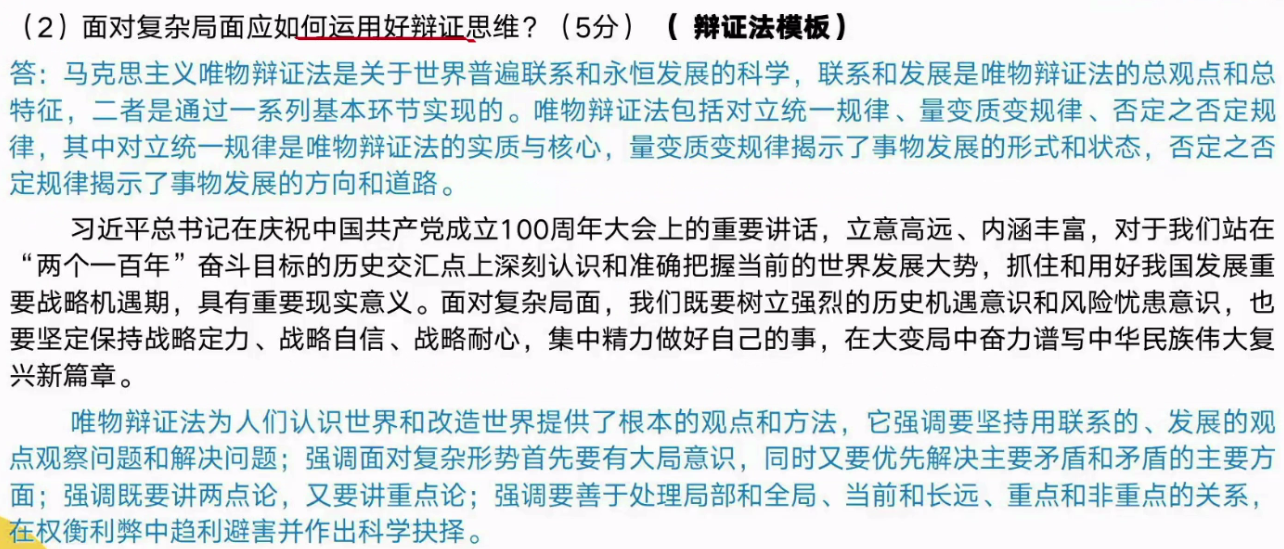 （2）面对复杂局面应如何运用好辩证思维？（5分）（ 辩证法模板）
答：马克思主义唯物辩证法是关于世界普遍联系和永恒发展的科学，联系和发展是唯物辩证法的总观点和总
特征，二者是通过一系列基本环节实现的。唯物辩证法包括对立统一规律、量变质变规律、否定之否定规
律，其中对立统一规律是唯物辩证法的实质与核心，量变质变规律揭示了事物发展的形式和状态，否定之否
定规律揭示了事物发展的方向和道路。
习近平总书记在庆祝中国共产党成立100周年大会上的重要讲话，立意高远、内涵丰富，对于我们站在
“两个一百年”奋斗目标的历史交汇点上深刻认识和准确把握当前的世界发展大势，抓住和用好我国发展重
要战略机遇期，具有重要现实意义。面对复杂局面，我们既要树立强烈的历史机遇意识和风险忧患意识，也
要坚定保持战略定力、战略自信、战略耐心，集中精力做好自己的事，在大变局中奋力谱写中华民族伟大复
兴新篇章。
唯物辩证法为人们认识世界和改造世界提供了根本的观点和方法，它强调要坚持用联系的、发展的观
点观察问题和解决问题；强调面对复杂形势首先要有大局意识，同时又要优先解决主要矛盾和矛盾的主要方
面；强调既要讲两点论，又要讲重点论；强调要善于处理局部和全局、当前和长远、重点和非重点的关系，
在权衡利弊中趋利避害并作出科学抉择。